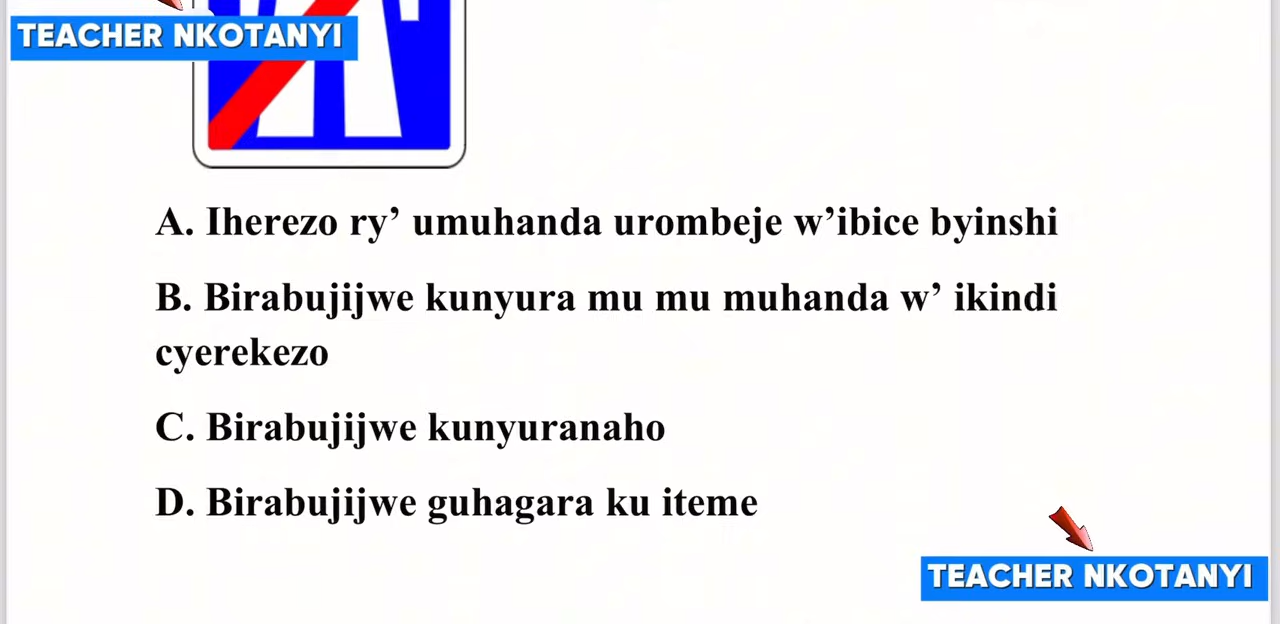 TEACHER NKOTANYI
A. Iherezo ry’ umuhanda urombeje w’ibice byinshi
B. Birabujijwe kunyura mu mu muhanda w’ ikindi
cyerekezo
C. Birabujijwe kunyuranaho
D. Birabujijwe guhagara ku iteme
TEACHER NKOTANYI